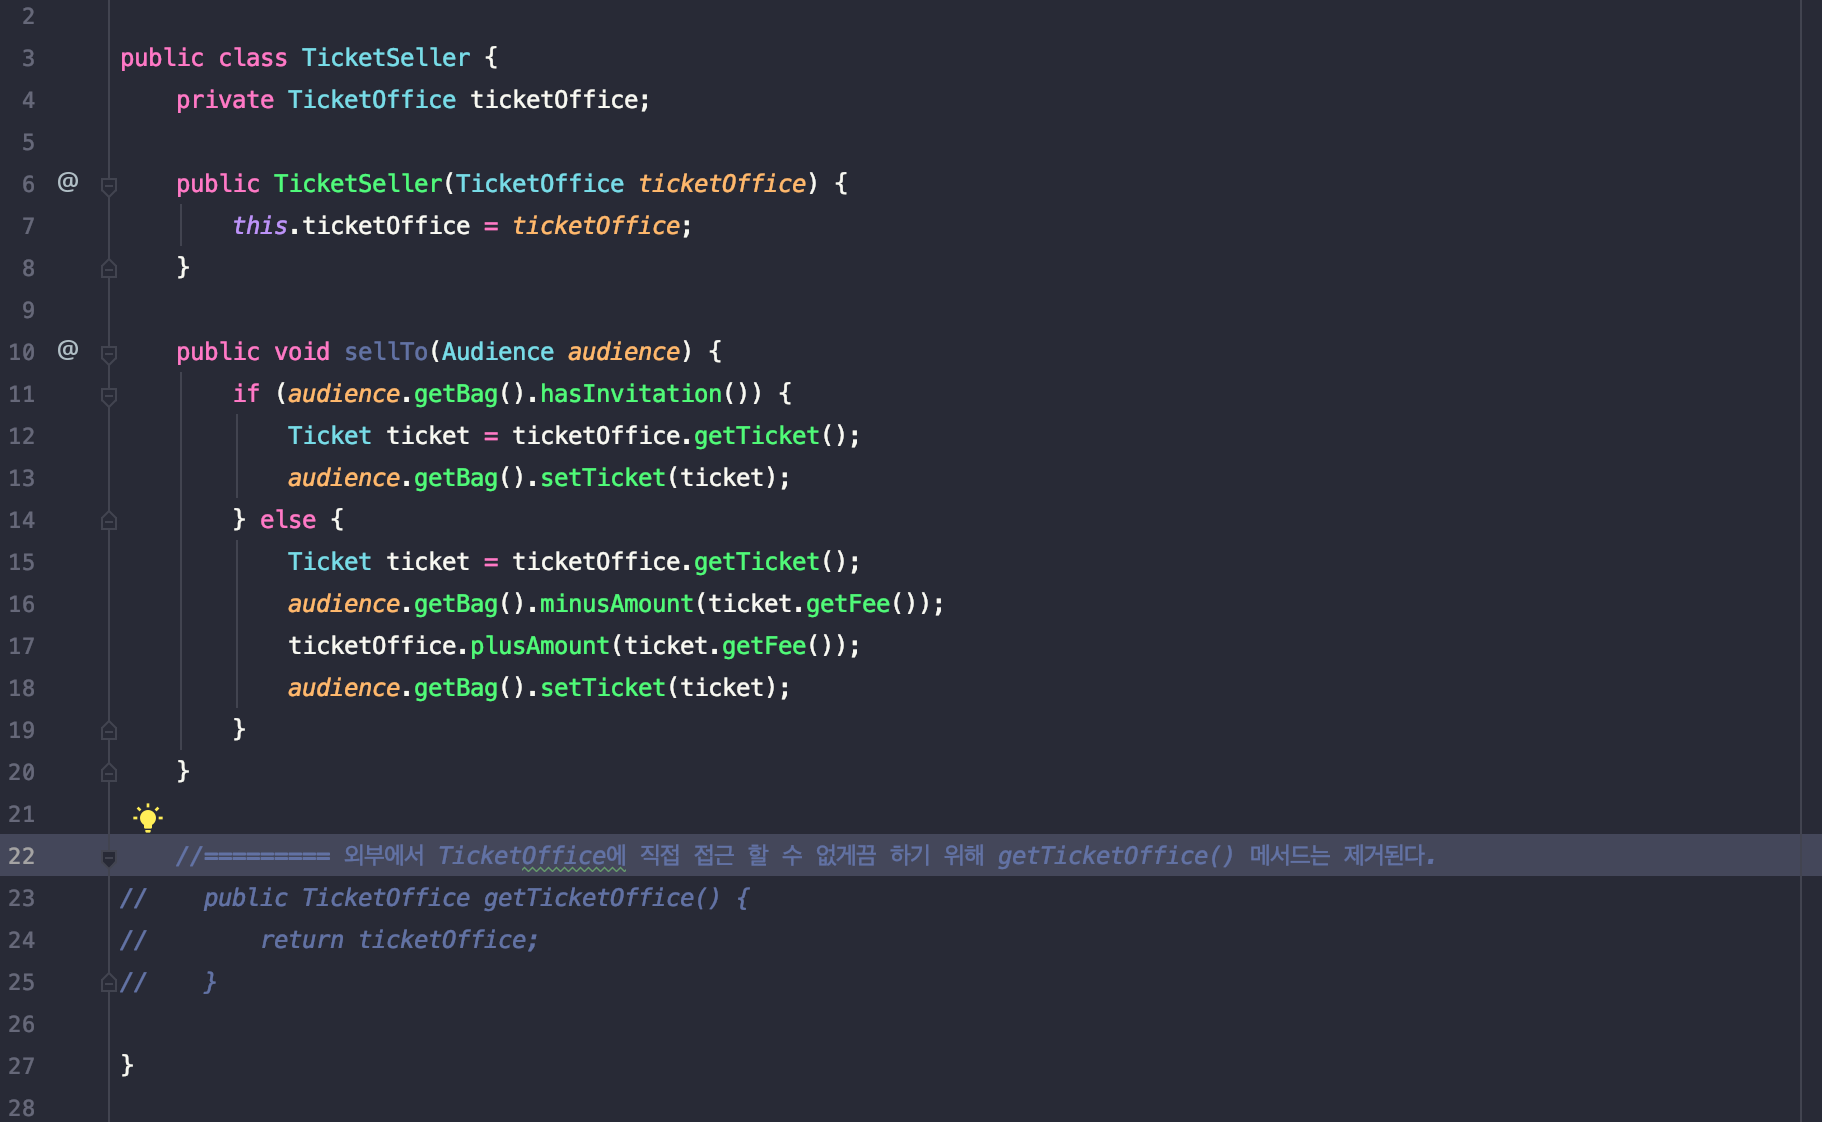 2
3 public class TicketSeller {
4     private TicketOffice ticketOffice;
5
6 @     public TicketSeller(TicketOffice ticketOffice) {
7         this.ticketOffice = ticketOffice;
8     }
9
10 @     public void sellTo(Audience audience) {
11         if (audience.getBag().hasInvitation()) {
12             Ticket ticket = ticketOffice.getTicket();
13             audience.getBag().setTicket(ticket);
14         } else {
15             Ticket ticket = ticketOffice.getTicket();
16             audience.getBag().minusAmount(ticket.getFee());
17             ticketOffice.plusAmount(ticket.getFee());
18             audience.getBag().setTicket(ticket);
19         }
20     }
21
22     //========= 외부에서 TicketOffice에 직접 접근 할 수 없게끔 하기 위해 getTicketOffice() 메서드는 제거된다.
23 //    public TicketOffice getTicketOffice() {
24 //        return ticketOffice;
25 //    }
26
27 }
28